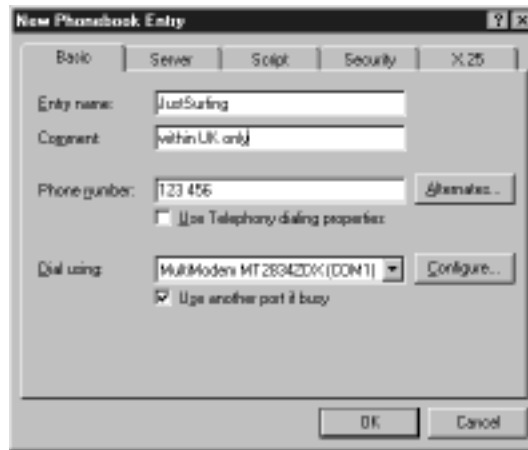 New Phonebook Entry
Basic Server Script Security X.25
Entry name: JustSurfing
Comment: within UK only
Phone number: 123 456 Alternates...
Use Telephony dialing properties
Dial using: MultiModem MT2834ZDX (COM1) Configure...
Use another port if busy
OK Cancel